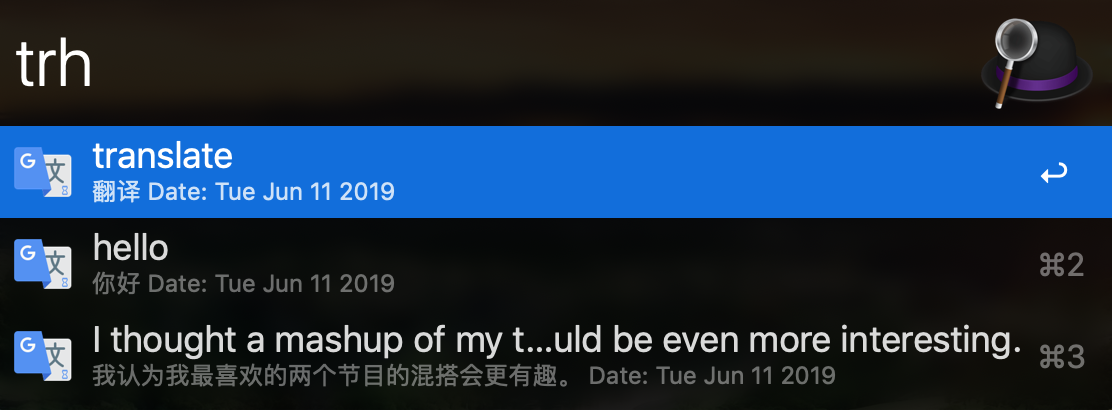 trh
translate
翻译 Date: Tue Jun 11 2019
hello
你好 Date: Tue Jun 11 2019
⌘2
I thought a mashup of my t...uld be even more interesting.
我认为我最喜欢的两个节目的混搭会更有趣。 Date: Tue Jun 11 2019
⌘3